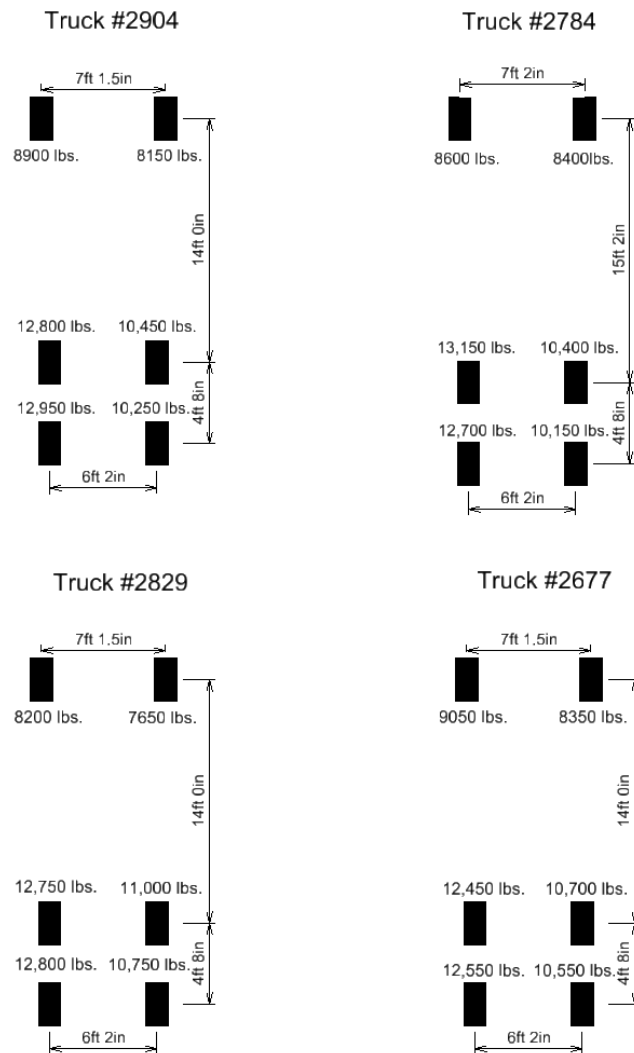 Truck #2904
7ft 1.5in
8900 lbs.
8150 lbs.
14ft 0in
12,800 lbs.
10,450 lbs.
12,950 lbs.
10,250 lbs.
4ft 8in
6ft 2in
Truck #2784
7ft 2in
8600 lbs.
8400lbs.
15ft 2in
13,150 lbs.
10,400 lbs.
12,700 lbs.
10,150 lbs.
4ft 8in
6ft 2in
Truck #2829
7ft 1.5in
8200 lbs.
7650 lbs.
14ft 0in
12,750 lbs.
11,000 lbs.
12,800 lbs.
10,750 lbs.
4ft 8in
6ft 2in
Truck #2677
7ft 1.5in
9050 lbs.
8350 lbs.
14ft 0in
12,450 lbs.
10,700 lbs.
12,550 lbs.
10,550 lbs.
4ft 8in
6ft 2in